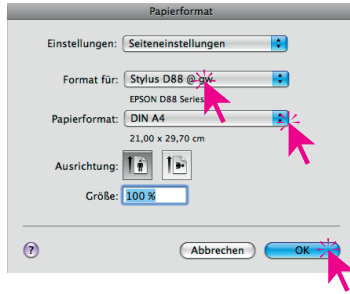 Papierformat
Einstellungen: Seiteneinstellungen
Format für: Stylus D88 @ gw
EPSON D88 Series
Papierformat: DIN A4
21,00 x 29,70 cm
Ausrichtung:
Größe: 100 %
? Abbrechen OK